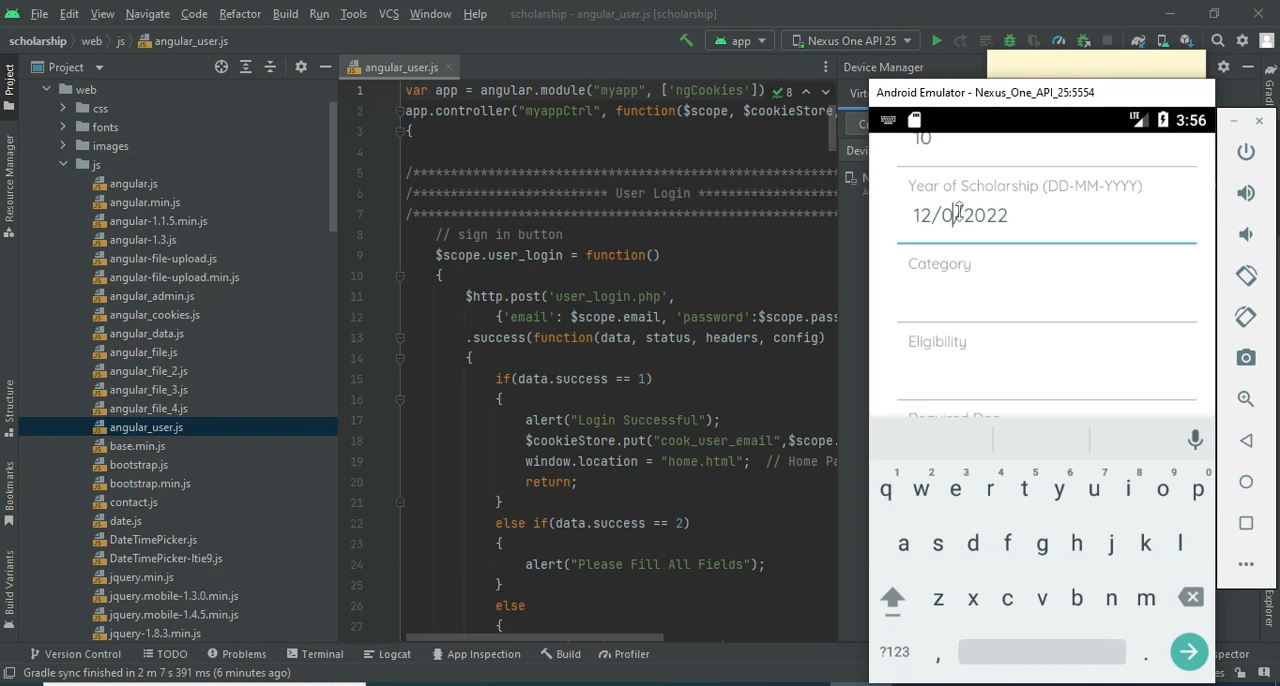 File Edit View Navigate Code Refactor Build Run Tools VCS Window Help scholarship - angular_user.js [scholarship]
scholarship web js angular_user.js app Nexus One API 25
Project angular_user.js Device Manager
Project
Resource Manager
Structure
Bookmarks
Build Variants
web
css
fonts
images
js
angular.js
angular.min.js
angular-1.1.5.min.js
angular-1.3.js
angular-file-upload.js
angular-file-upload.min.js
angular_admin.js
angular_cookies.js
angular_data.js
angular_file.js
angular_file_2.js
angular_file_3.js
angular_file_4.js
angular_user.js
base.min.js
bootstrap.js
bootstrap.min.js
contact.js
date.js
DateTimePicker.js
DateTimePicker-ltie9.js
jquery.min.js
jquery.mobile-1.3.0.min.js
jquery.mobile-1.4.5.min.js
jquery-1.8.3.min.js
1 var app = angular.module("myapp", ['ngCookies']) 8
2 app.controller("myappCtrl", function($scope, $cookieStore,
3 {
4
5 /*****************************************************
6 /************************** User Login *****************
7 /*****************************************************
8 // sign in button
9 $scope.user_login = function()
10 {
11 $http.post('user_login.php',
12 {'email': $scope.email, 'password':$scope.pass
13 .success(function(data, status, headers, config)
14 {
15 if(data.success == 1)
16 {
17 alert("Login Successful");
18 $cookieStore.put("cook_user_email",$scope.
19 window.location = "home.html"; // Home Pa
20 return;
21 }
22 else if(data.success == 2)
23 {
24 alert("Please Fill All Fields");
25 }
26 else
27 {
Android Emulator - Nexus_One_API_25:5554
LTE 3:56
10
Year of Scholarship (DD-MM-YYYY)
12/0/2022
Category
Eligibility
1 2 3 4 5 6 7 8 9 0
q w e r t y u i o p
a s d f g h j k l
z x c v b n m
?123 , .
Version Control TODO Problems Terminal Logcat App Inspection Build Profiler
Gradle sync finished in 2 m 7 s 391 ms (6 minutes ago)